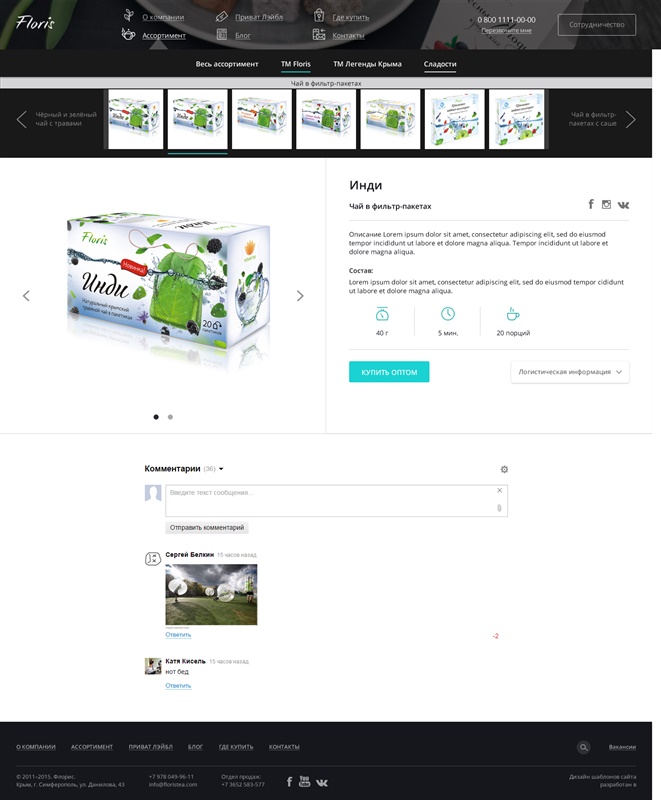 Floris
О компании
Приват Лэйбл
Где купить
Ассортимент
Блог
Контакты
0 800 1111-00-00
Перезвоните мне
Сотрудничество
Весь ассортимент
ТМ Floris
ТМ Легенды Крыма
Сладости
Чай в фильтр-пакетах
Чёрный и зелёный
чай с травами
Чай в фильтр-
пакетах с саше
Floris
Новинка!
Инди
Натуральный крымский
травяной чай в пакетиках
20
пакетиков
Инди
Чай в фильтр-пакетах
Описание Lorem ipsum dolor sit amet, consectetur adipiscing elit, sed do eiusmod
tempor incididunt ut labore et dolore magna aliqua. Tempor incididunt ut labore et
dolore magna aliqua.
Состав:
Lorem ipsum dolor sit amet, consectetur adipiscing elit, sed do eiusmod tempor cididunt
ut labore et dolore magna aliqua.
40 г
5 мин.
20 порций
КУПИТЬ ОПТОМ
Логистическая информация
Комментарии (36)
Введите текст сообщения...
Отправить комментарий
Сергей Белкин 15 часов назад
Ответить
-2
Катя Кисель 15 часов назад
нот бед
Ответить
О КОМПАНИИ
АССОРТИМЕНТ
ПРИВАТ ЛЭЙБЛ
БЛОГ
ГДЕ КУПИТЬ
КОНТАКТЫ
Вакансии
© 2011–2015. Флорис.
Крым, г. Симферополь, ул. Данилова, 43
+7 978 049-96-11
info@floristea.com
Отдел продаж:
+7 3652 583-577
You Tube
Дизайн шаблонов сайта
разработан в